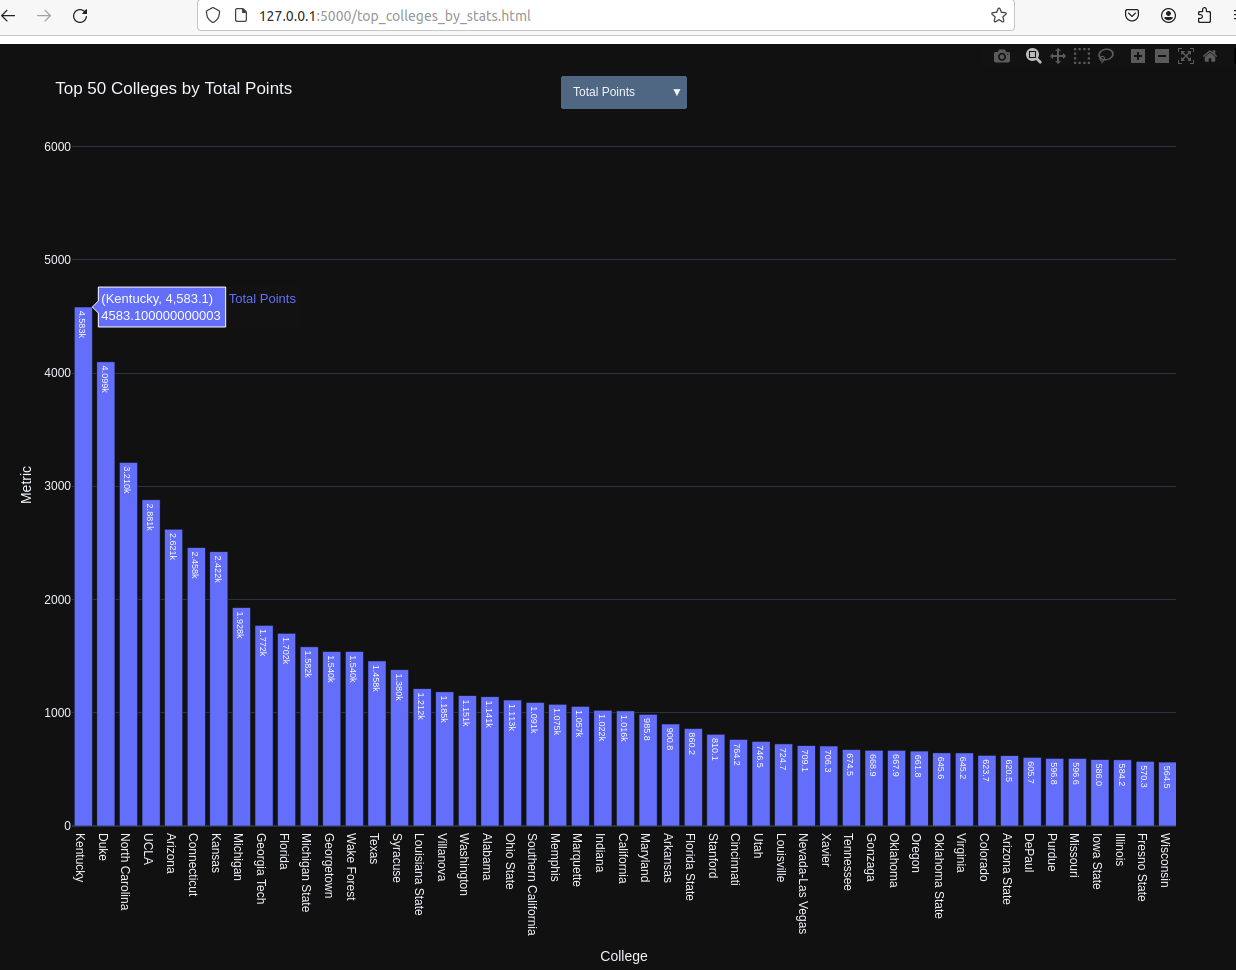 127.0.0.1:5000/top_colleges_by_stats.html
Top 50 Colleges by Total Points
Total Points ▼
6000
5000
4000
3000
2000
1000
0
Metric
(Kentucky, 4,583.1)
4583.100000000003
Total Points
4.583k
4.099k
3.210k
2.881k
2.621k
2.458k
2.422k
1.928k
1.772k
1.702k
1.582k
1.540k
1.540k
1.458k
1.380k
1.212k
1.185k
1.151k
1.141k
1.113k
1.091k
1.075k
1.057k
1.022k
1.016k
985.8
900.8
860.2
810.1
764.2
746.5
724.7
709.1
706.3
674.5
668.9
667.9
661.8
645.6
645.2
623.7
620.5
605.7
596.8
596.6
586.0
584.2
570.3
564.5
Kentucky
Duke
North Carolina
UCLA
Arizona
Connecticut
Kansas
Michigan
Georgia Tech
Florida
Michigan State
Georgetown
Wake Forest
Texas
Syracuse
Louisiana State
Villanova
Washington
Alabama
Ohio State
Southern California
Memphis
Marquette
Indiana
California
Maryland
Arkansas
Florida State
Stanford
Cincinnati
Utah
Louisville
Nevada-Las Vegas
Xavier
Tennessee
Gonzaga
Oklahoma
Oregon
Oklahoma State
Virginia
Colorado
Arizona State
DePaul
Purdue
Missouri
Iowa State
Illinois
Fresno State
Wisconsin
College